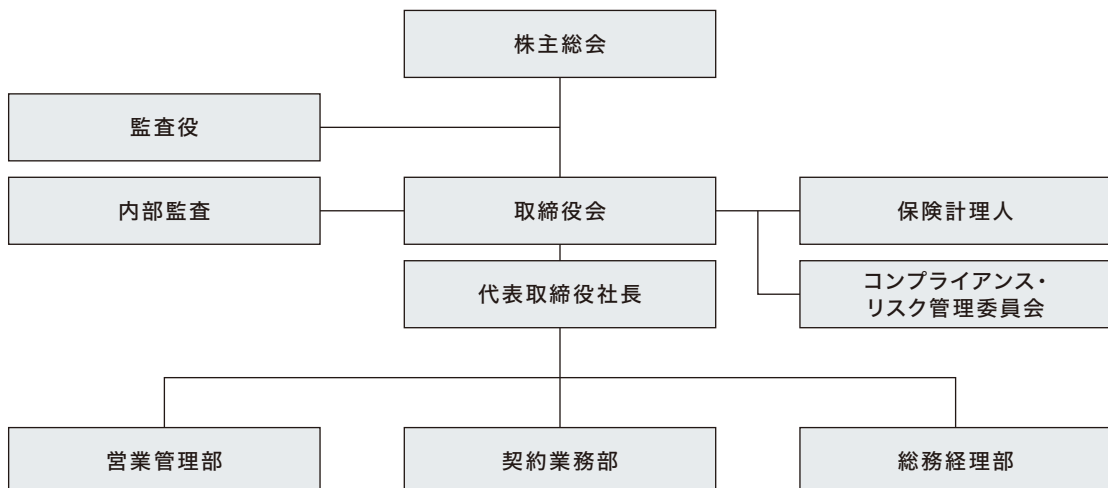 株主総会
監査役
内部監査
取締役会
保険計理人
代表取締役社長
コンプライアンス・
リスク管理委員会
営業管理部
契約業務部
総務経理部